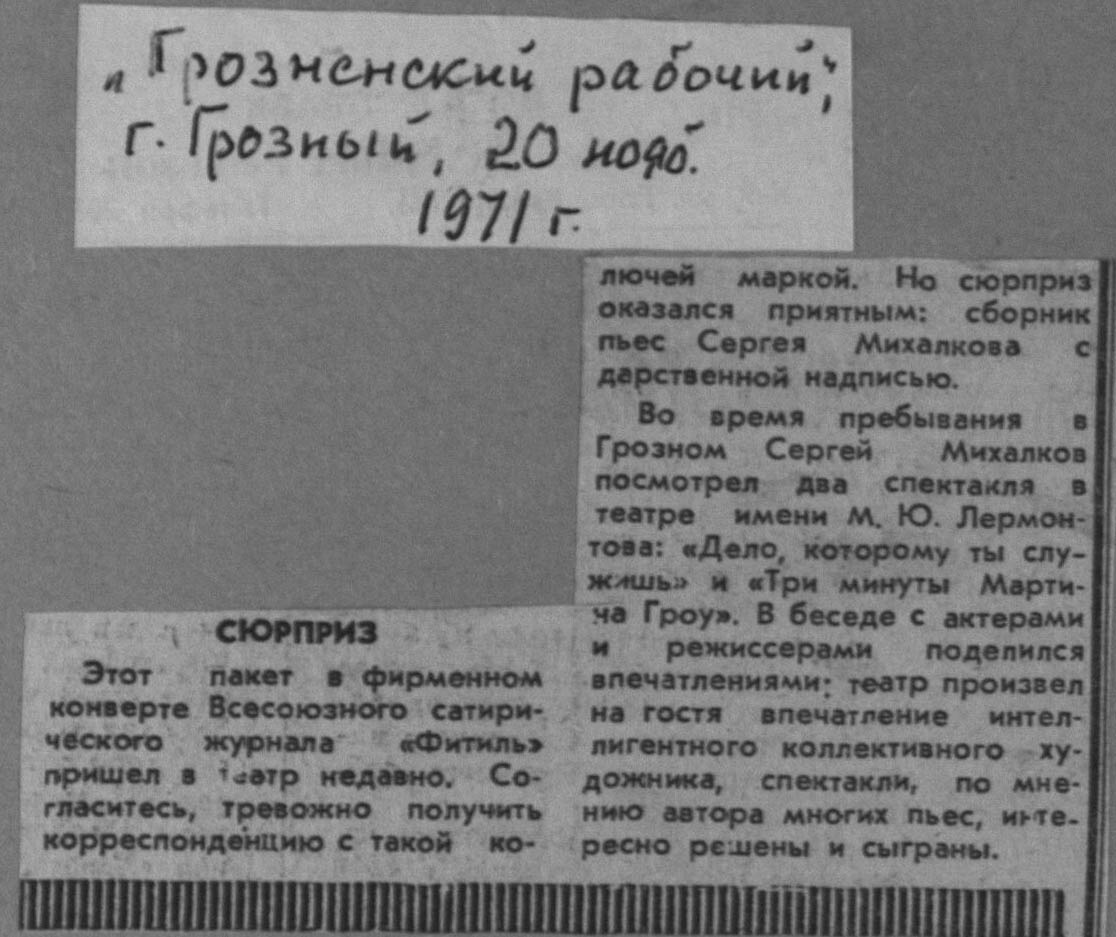 „Грозненский рабочий",
г. Грозный, 20 нояб.
1971 г.
СЮРПРИЗ
Этот пакет в фирменном
конверте Всесоюзного сатири-
ческого журнала «Фитиль»
пришел в театр недавно. Со-
гласитесь, тревожно получить
корреспонденцию с такой ко-
лючей маркой. Но сюрприз
оказался приятным: сборник
пьес Сергея Михалкова с
дарственной надписью.
Во время пребывания в
Грозном Сергей Михалков
посмотрел два спектакля в
театре имени М. Ю. Лермон-
това: «Дело, которому ты слу-
жишь» и «Три минуты Марти-
на Гроу». В беседе с актерами
и режиссерами поделился
впечатлениями: театр произвел
на гостя впечатление интел-
лигентного коллективного ху-
дожника, спектакли, по мне-
нию автора многих пьес, инте-
ресно решены и сыграны.